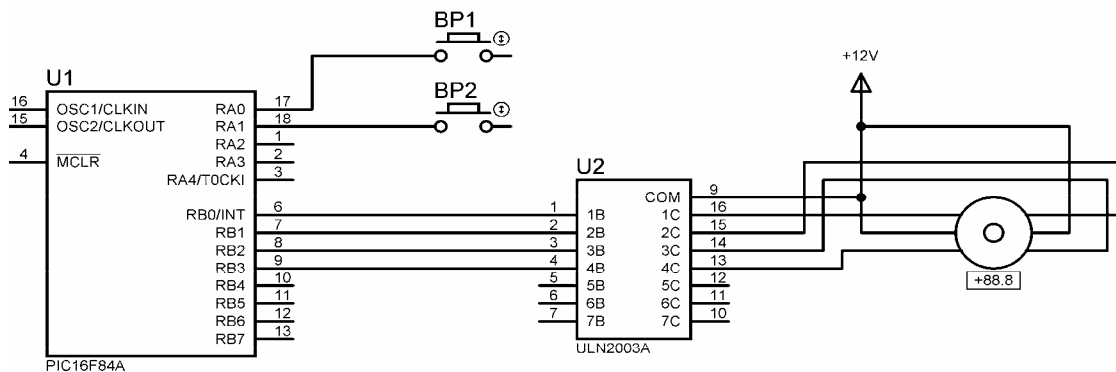 BP1
BP2
+12V
U1
16 OSC1/CLKIN RA0 17
15 OSC2/CLKOUT RA1 18
RA2 1
4 MCLR RA3 2
RA4/T0CKI 3
RB0/INT 6
RB1 7
RB2 8
RB3 9
RB4 10
RB5 11
RB6 12
RB7 13
PIC16F84A
U2
COM 9
1 1B 1C 16
2 2B 2C 15
3 3B 3C 14
4 4B 4C 13
5 5B 5C 12
6 6B 6C 11
7 7B 7C 10
ULN2003A
+88.8